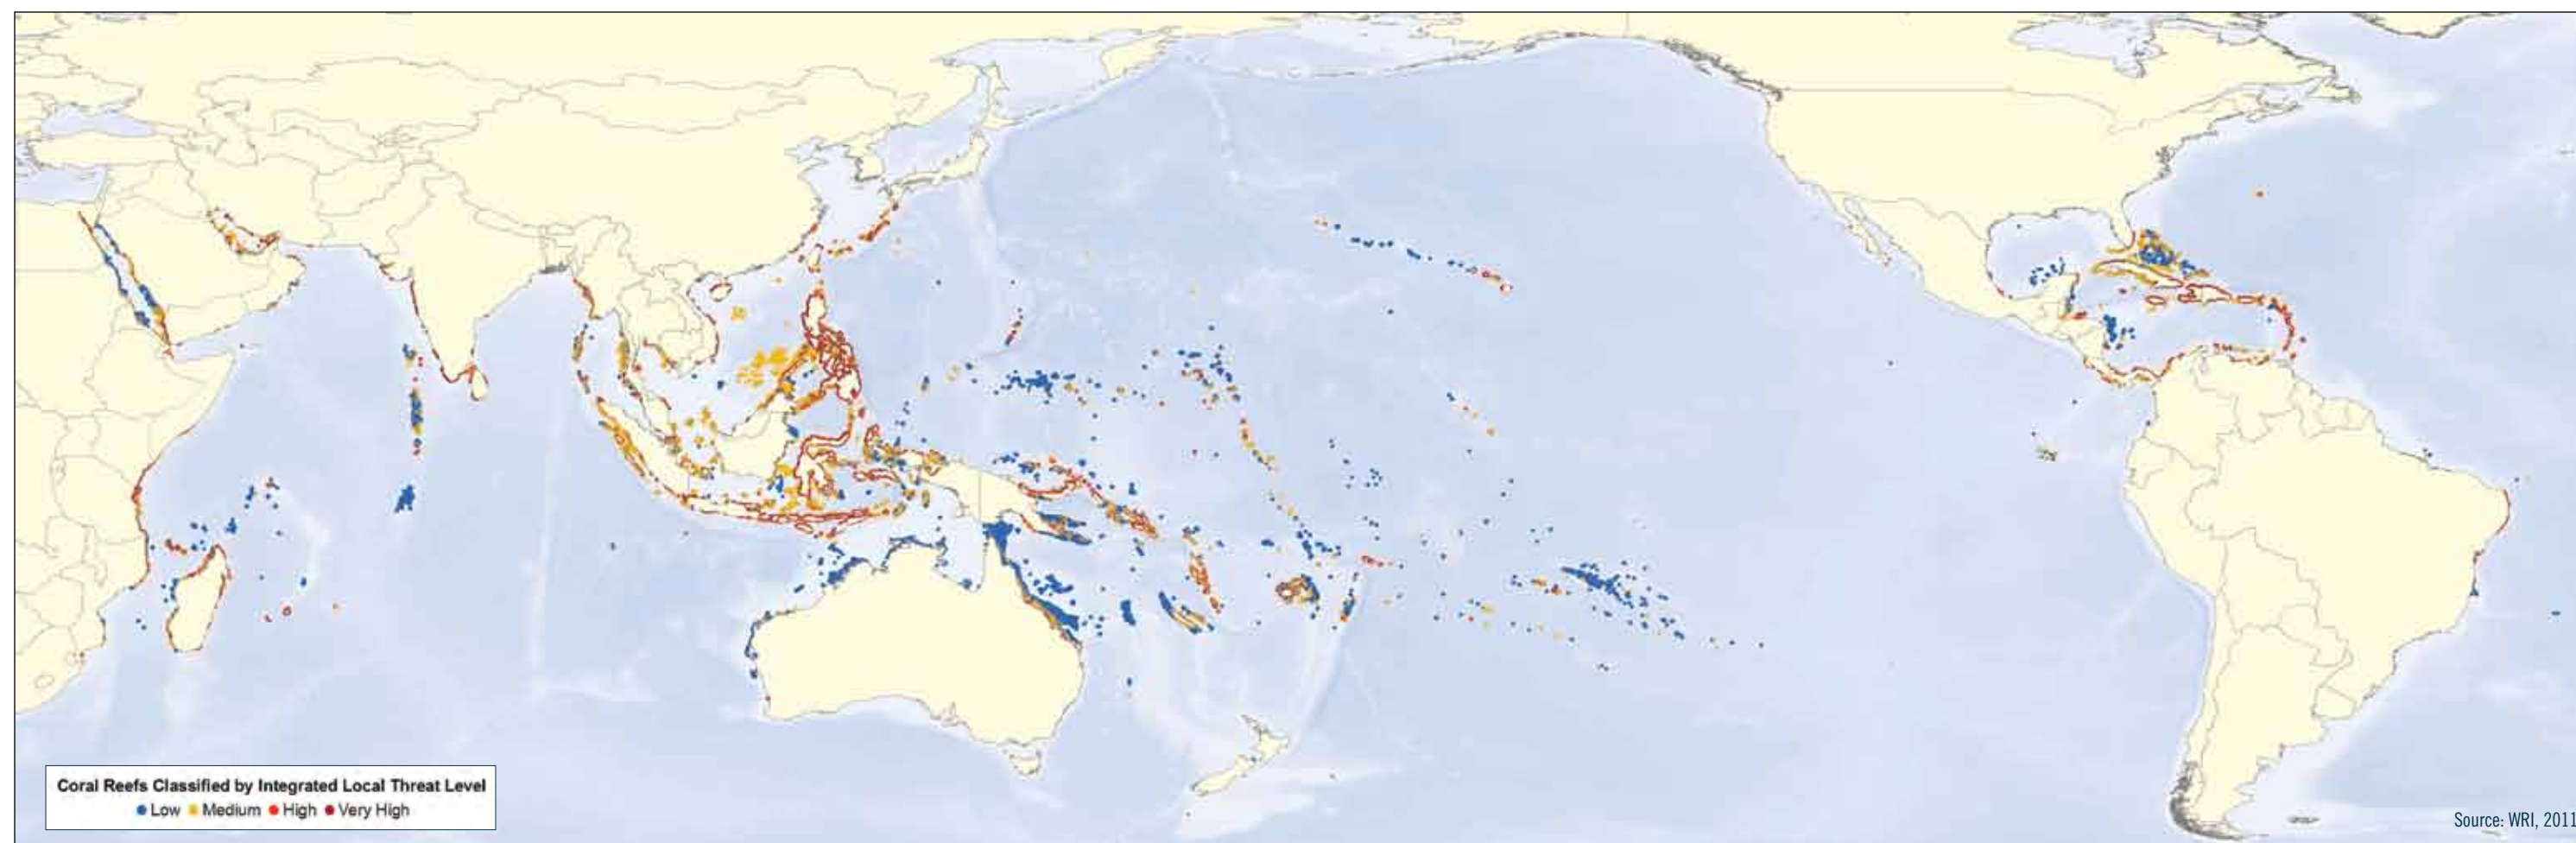 Coral Reefs Classified by Integrated Local Threat Level
Low Medium High Very High
Source: WRI, 2011